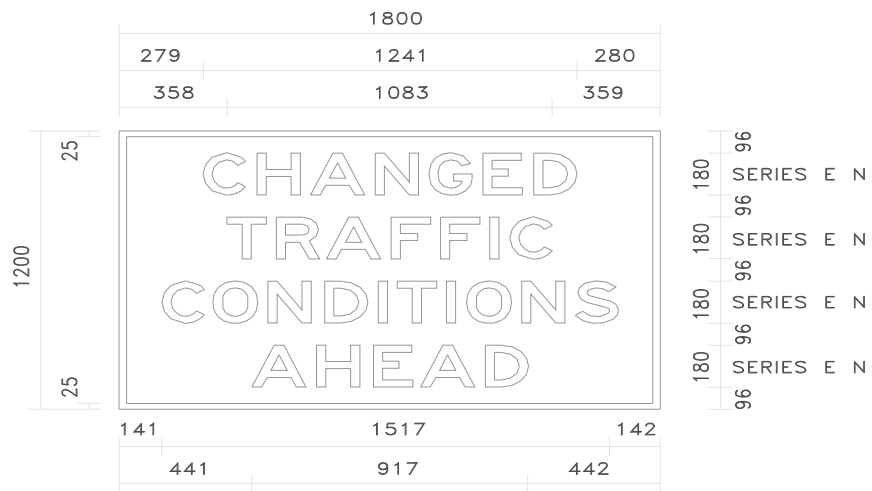 1800
279 1241 280
358 1083 359
25
96
CHANGED
180 SERIES E N
96
TRAFFIC
180 SERIES E N
1200
96
CONDITIONS
180 SERIES E N
96
AHEAD
180 SERIES E N
25
96
141 1517 142
441 917 442